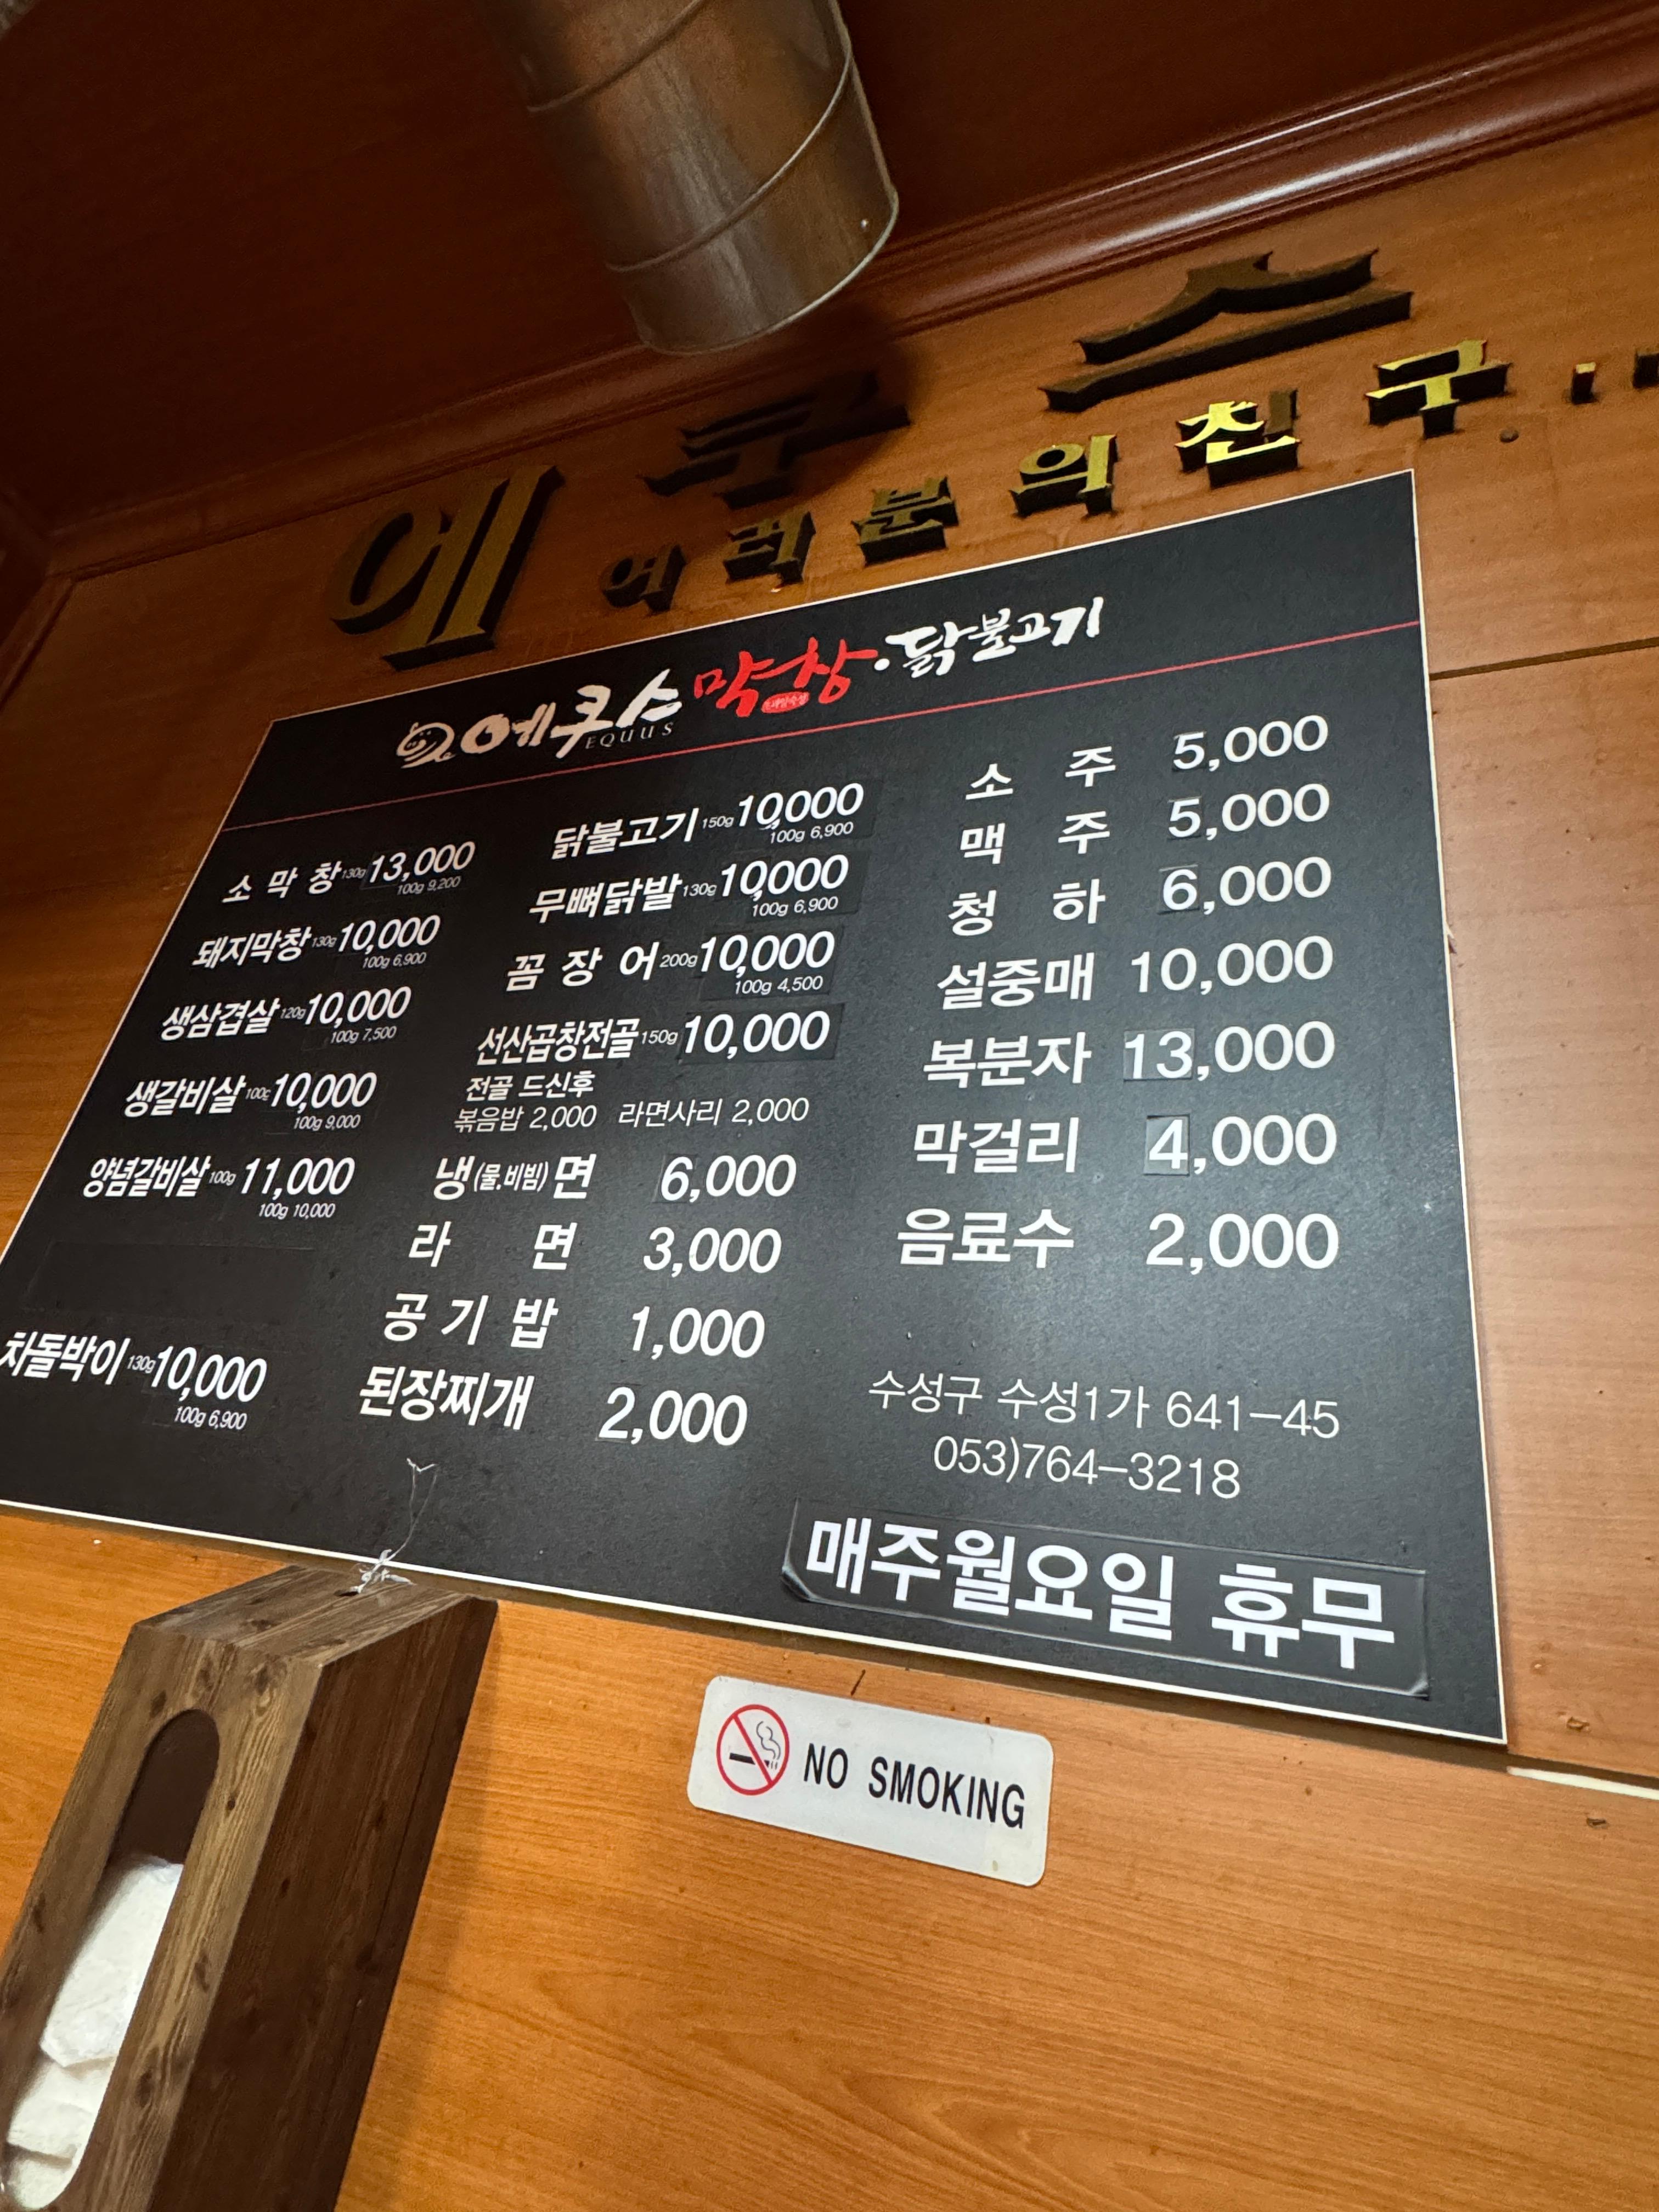 에쿠스
여러분의 친구...
에쿠스 막창·닭불고기
EQUUS
소막창 130g 13,000
100g 9,200
돼지막창 130g 10,000
100g 6,900
생삼겹살 120g 10,000
100g 7,500
생갈비살 100g 10,000
100g 9,000
양념갈비살 100g 11,000
100g 10,000
차돌박이 130g 10,000
100g 6,900
닭불고기 150g 10,000
100g 6,900
무뼈닭발 130g 10,000
100g 6,900
꼼장어 200g 10,000
100g 4,500
선산곱창전골 150g 10,000
전골 드신후
볶음밥 2,000 라면사리 2,000
냉(물.비빔)면 6,000
라면 3,000
공기밥 1,000
된장찌개 2,000
소주 5,000
맥주 5,000
청하 6,000
설중매 10,000
복분자 13,000
막걸리 4,000
음료수 2,000
수성구 수성1가 641-45
053)764-3218
매주월요일 휴무
NO SMOKING